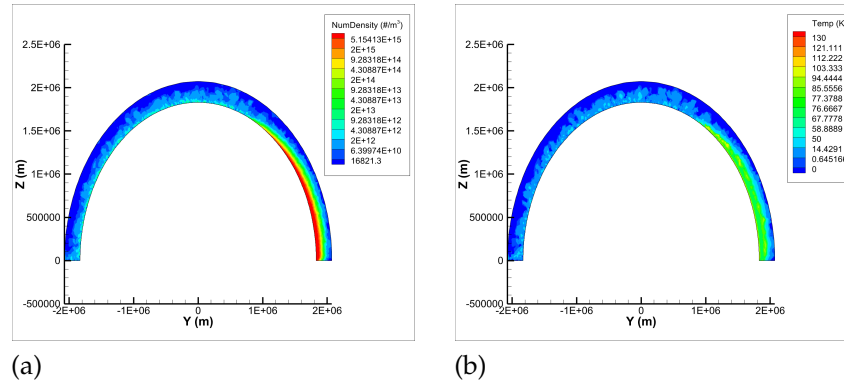 NumDensity (#/m³)
5.15413E+15
2E+15
9.28318E+14
4.30887E+14
2E+14
9.28318E+13
4.30887E+13
2E+13
9.28318E+12
4.30887E+12
2E+12
6.39974E+10
16821.3
2.5E+06
2E+06
1.5E+06
1E+06
500000
0
-500000
Z (m)
-2E+06
-1E+06
0
1E+06
2E+06
Y (m)
(a)
Temp (K
130
121.111
112.222
103.333
94.4444
85.5556
77.3788
76.6667
67.7778
58.8889
50
14.4291
0.645166
0
2.5E+06
2E+06
1.5E+06
1E+06
500000
0
-500000
Z (m)
-2E+06
-1E+06
0
1E+06
2E+06
Y (m)
(b)